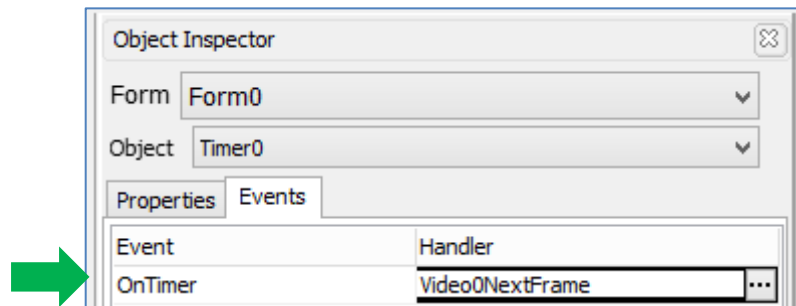 Object Inspector
Form Form0
Object Timer0
Properties Events
Event Handler
OnTimer Video0NextFrame ...